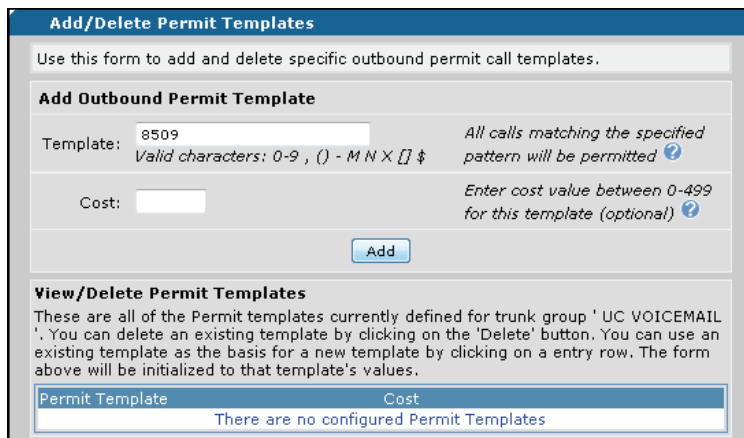 Add/Delete Permit Templates
Use this form to add and delete specific outbound permit call templates.
Add Outbound Permit Template
Template: 8509 All calls matching the specified
Valid characters: 0-9 , () - M N X [] $ pattern will be permitted ?
Cost: Enter cost value between 0-499
for this template (optional) ?
Add
View/Delete Permit Templates
These are all of the Permit templates currently defined for trunk group ' UC VOICEMAIL
'. You can delete an existing template by clicking on the 'Delete' button. You can use an
existing template as the basis for a new template by clicking on a entry row. The form
above will be initialized to that template's values.
Permit Template Cost
There are no configured Permit Templates